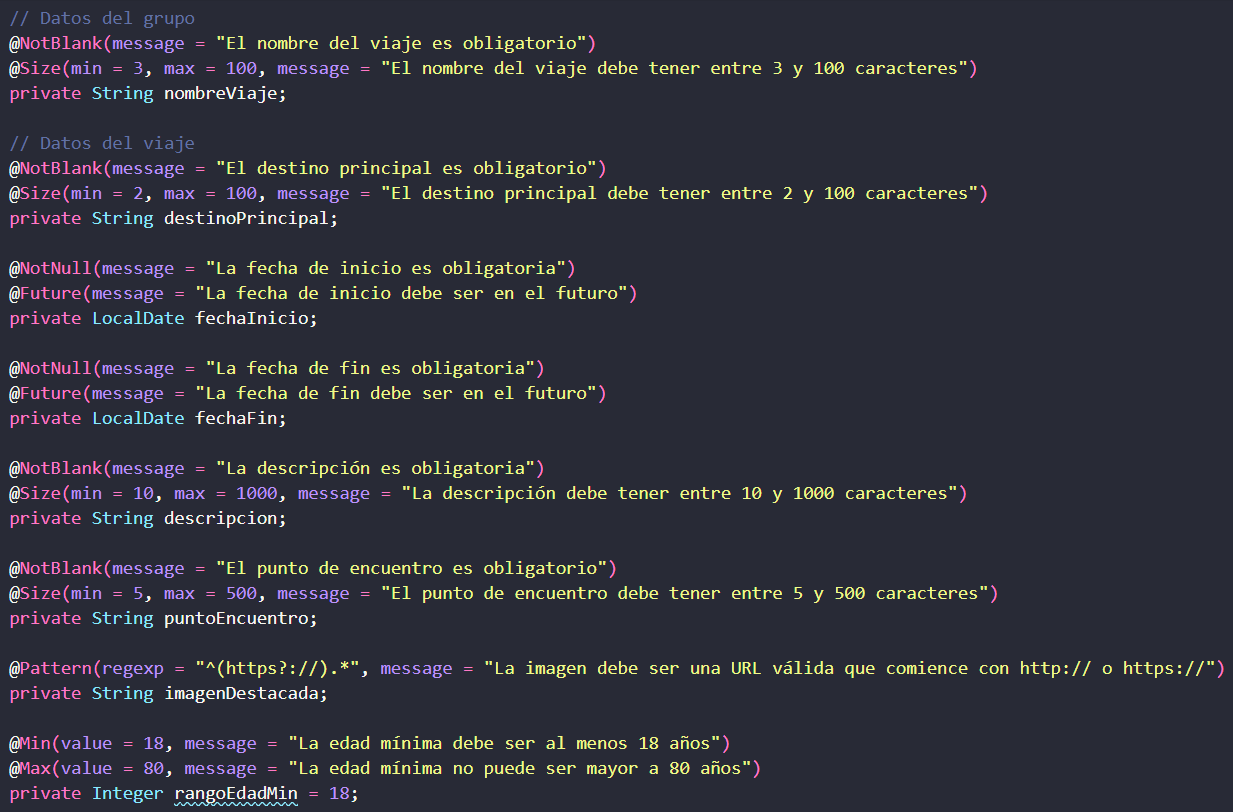 // Datos del grupo
@NotBlank(message = "El nombre del viaje es obligatorio")
@Size(min = 3, max = 100, message = "El nombre del viaje debe tener entre 3 y 100 caracteres")
private String nombreViaje;

// Datos del viaje
@NotBlank(message = "El destino principal es obligatorio")
@Size(min = 2, max = 100, message = "El destino principal debe tener entre 2 y 100 caracteres")
private String destinoPrincipal;

@NotNull(message = "La fecha de inicio es obligatoria")
@Future(message = "La fecha de inicio debe ser en el futuro")
private LocalDate fechaInicio;

@NotNull(message = "La fecha de fin es obligatoria")
@Future(message = "La fecha de fin debe ser en el futuro")
private LocalDate fechaFin;

@NotBlank(message = "La descripción es obligatoria")
@Size(min = 10, max = 1000, message = "La descripción debe tener entre 10 y 1000 caracteres")
private String descripcion;

@NotBlank(message = "El punto de encuentro es obligatorio")
@Size(min = 5, max = 500, message = "El punto de encuentro debe tener entre 5 y 500 caracteres")
private String puntoEncuentro;

@Pattern(regexp = "^(https?://).*", message = "La imagen debe ser una URL válida que comience con http:// o https://")
private String imagenDestacada;

@Min(value = 18, message = "La edad mínima debe ser al menos 18 años")
@Max(value = 80, message = "La edad mínima no puede ser mayor a 80 años")
private Integer rangoEdadMin = 18;